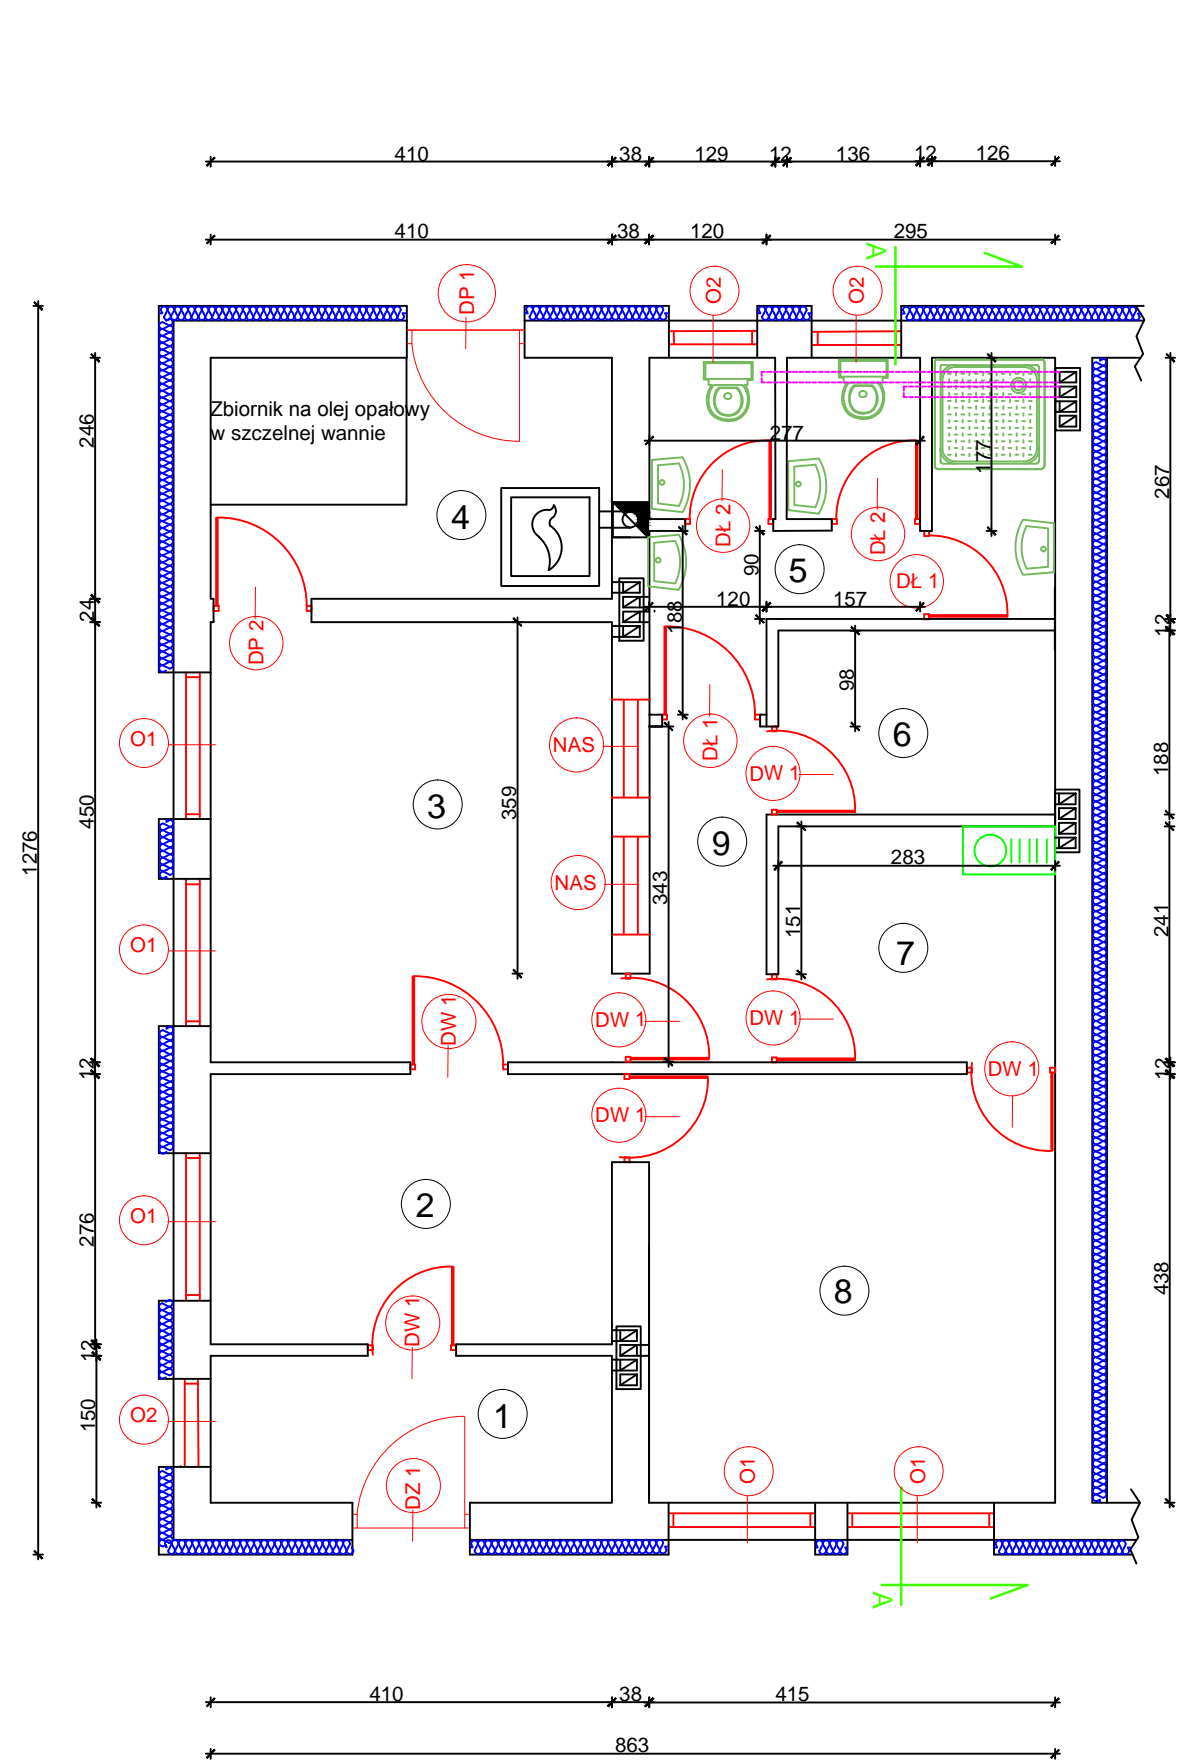 410 38 129 12 136 12 126
410 38 120 295
A
DP 1 O2 O2
Zbiornik na olej opałowy
w szczelnej wannie
246
277
177
267
4
DŁ 2 DŁ 2
5
90
DŁ 1
24
120 157
188
12
DP 2
98
6
O1
NAS
DŁ 1
DW 1
188
3
359
450
1276
9
283
NAS
343
151
7
241
O1
DW 1
DW 1
DW 1
12
DW 1
12
DW 1
2
O1
276
8
438
DW 1
12
150
O2
1
DZ 1
O1 O1
A
410 38 415
863